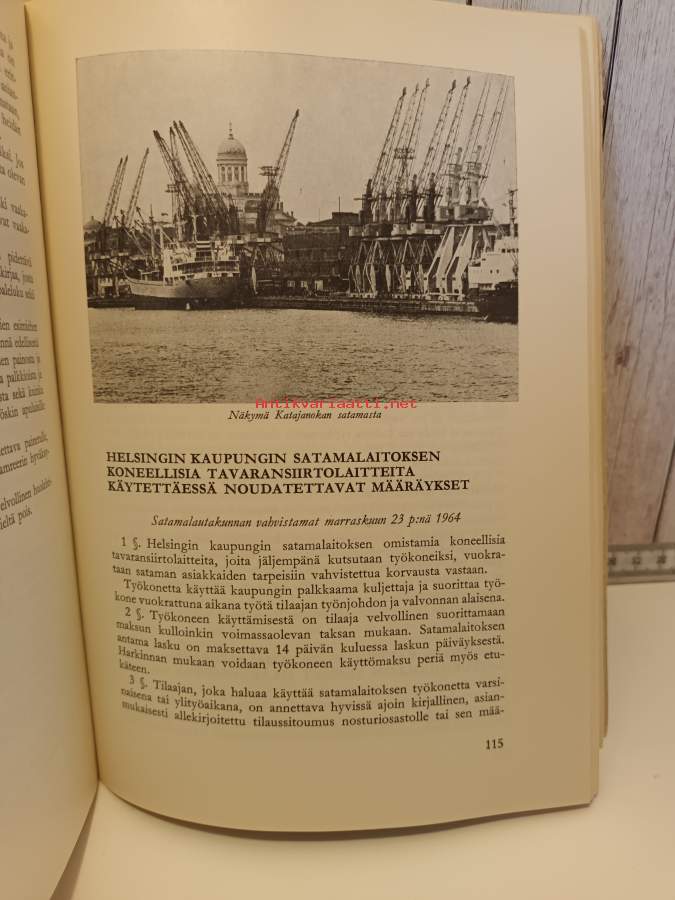 Antikvariaatti.net
Näkymä Katajanokan satamasta
HELSINGIN KAUPUNGIN SATAMALAITOKSEN
KONEELLISIA TAVARANSIIRTOLAITTEITA
KÄYTETTÄESSÄ NOUDATETTAVAT MÄÄRÄYKSET
Satamalautakunnan vahvistamat marraskuun 23 p:nä 1964
1 §. Helsingin kaupungin satamalaitoksen omistamia koneellisia
tavaransiirtolaitteita, joita jäljempänä kutsutaan työkoneiksi, vuokra-
taan sataman asiakkaiden tarpeisiin vahvistettua korvausta vastaan.
Työkonetta käyttää kaupungin palkkaama kuljettaja ja suorittaa työ-
kone vuokrattuna aikana työtä tilaajan työnjohdon ja valvonnan alaisena.
2 §. Työkoneen käyttämisestä on tilaaja velvollinen suorittamaan
maksun kulloinkin voimassaolevan taksan mukaan. Satamalaitoksen
antama lasku on maksettava 14 päivän kuluessa laskun päiväyksestä.
Harkinnan mukaan voidaan työkoneen käyttömaksu periä myös etu-
käteen.
3 §. Tilaajan, joka haluaa käyttää satamalaitoksen työkonetta varsi-
naisena tai ylityöaikana, on annettava hyvissä ajoin kirjallinen, asian-
mukaisesti allekirjoitettu tilaussitoumus nosturiosastolle tai sen mää-
115